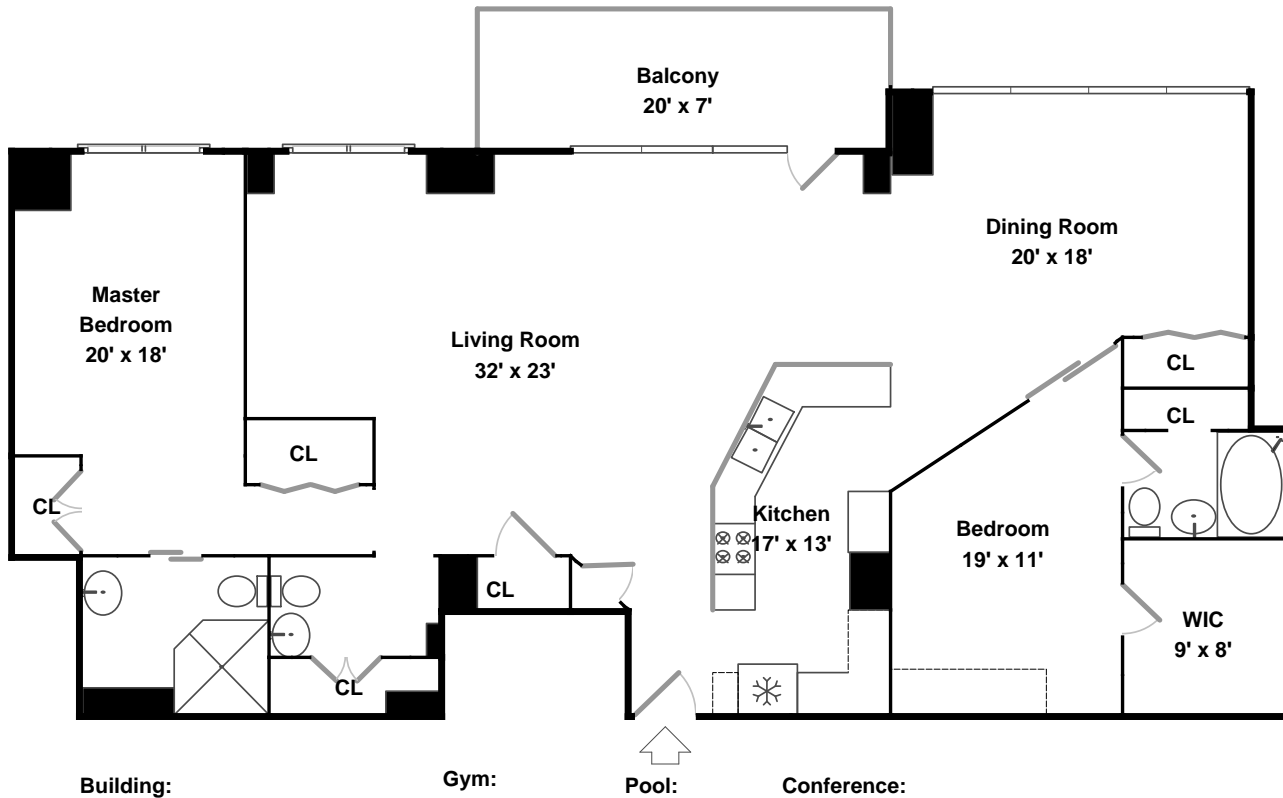 Balcony
20' x 7'
Dining Room
20' x 18'
Master
Bedroom
20' x 18'
Living Room
32' x 23'
CL
CL
CL
CL
Kitchen
17' x 13'
Bedroom
19' x 11'
CL
WIC
9' x 8'
CL
Building:
Gym:
Pool:
Conference: